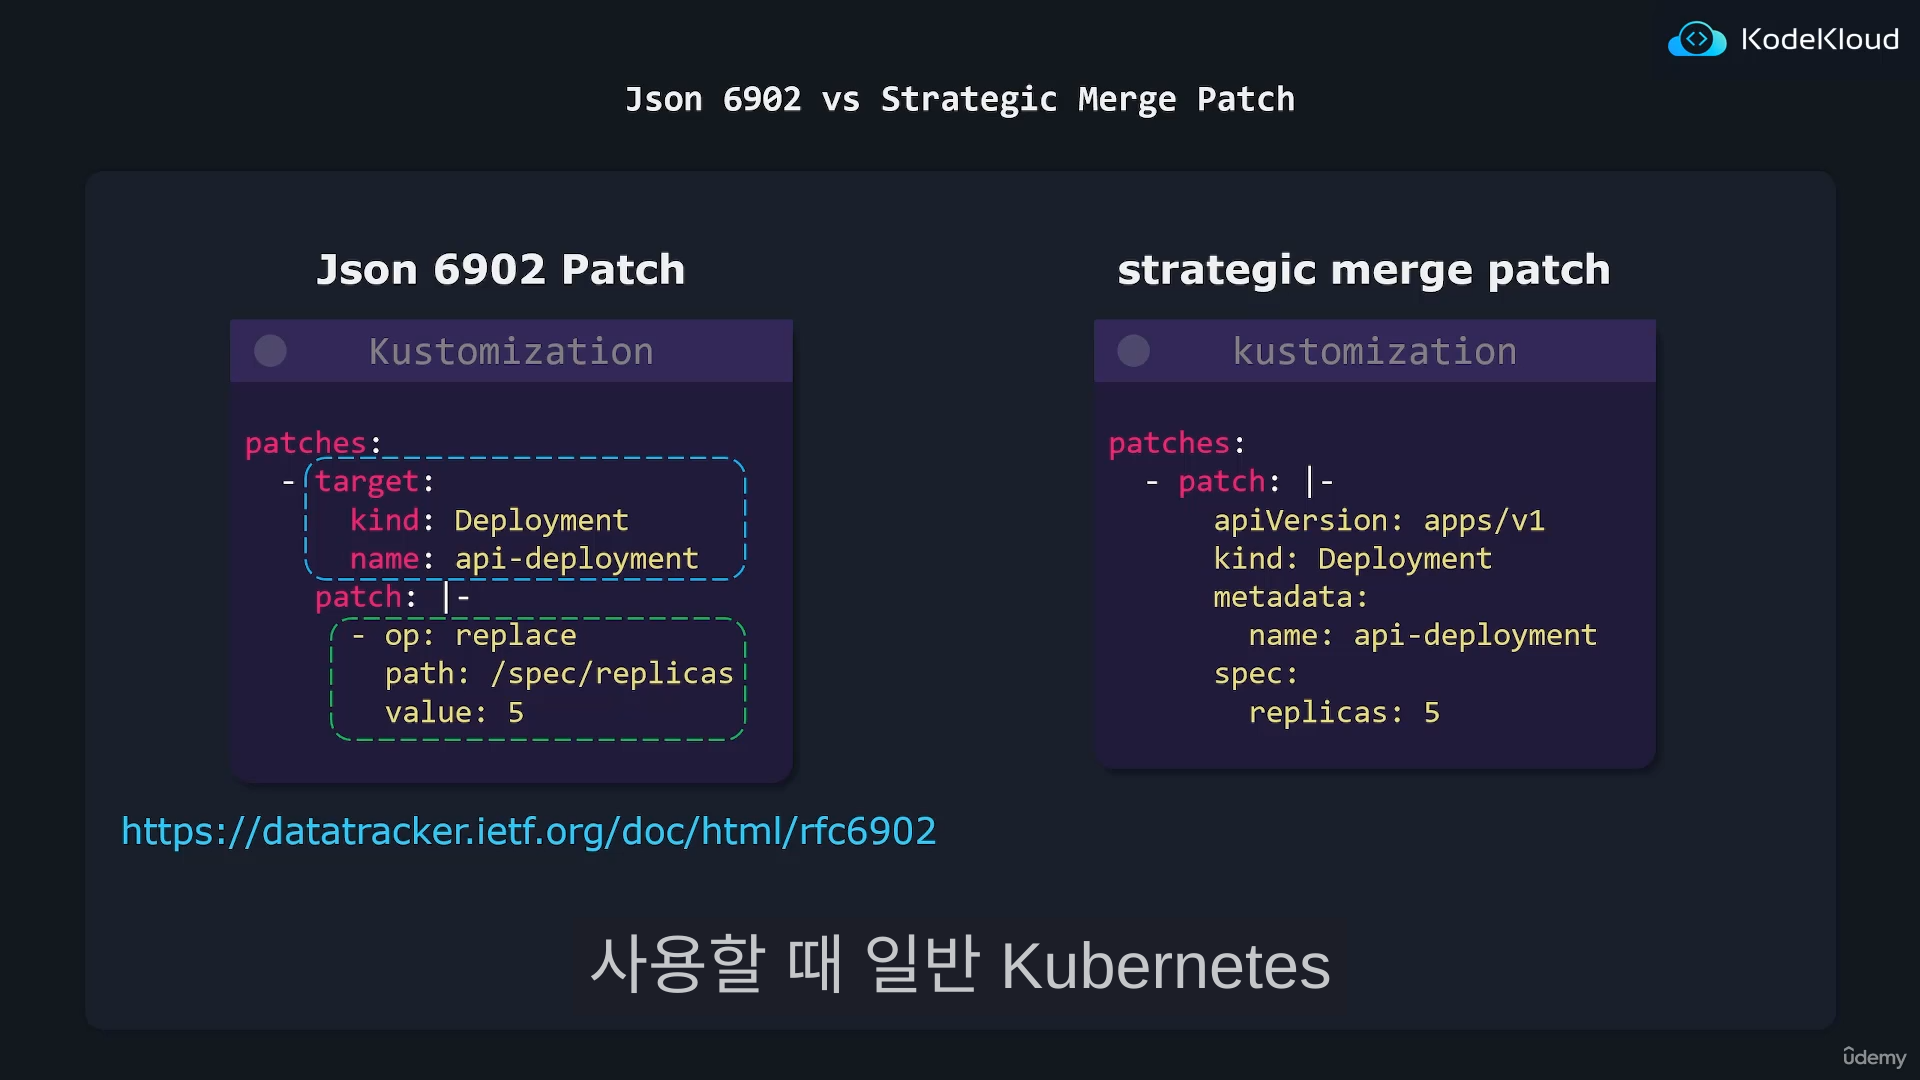 KodeKloud
Json 6902 vs Strategic Merge Patch
Json 6902 Patch
Kustomization
patches:
  - target:
      kind: Deployment
      name: api-deployment
    patch: |-
      - op: replace
        path: /spec/replicas
        value: 5
https://datatracker.ietf.org/doc/html/rfc6902
strategic merge patch
kustomization
patches:
  - patch: |-
      apiVersion: apps/v1
      kind: Deployment
      metadata:
        name: api-deployment
      spec:
        replicas: 5
사용할 때 일반 Kubernetes
ûdemy